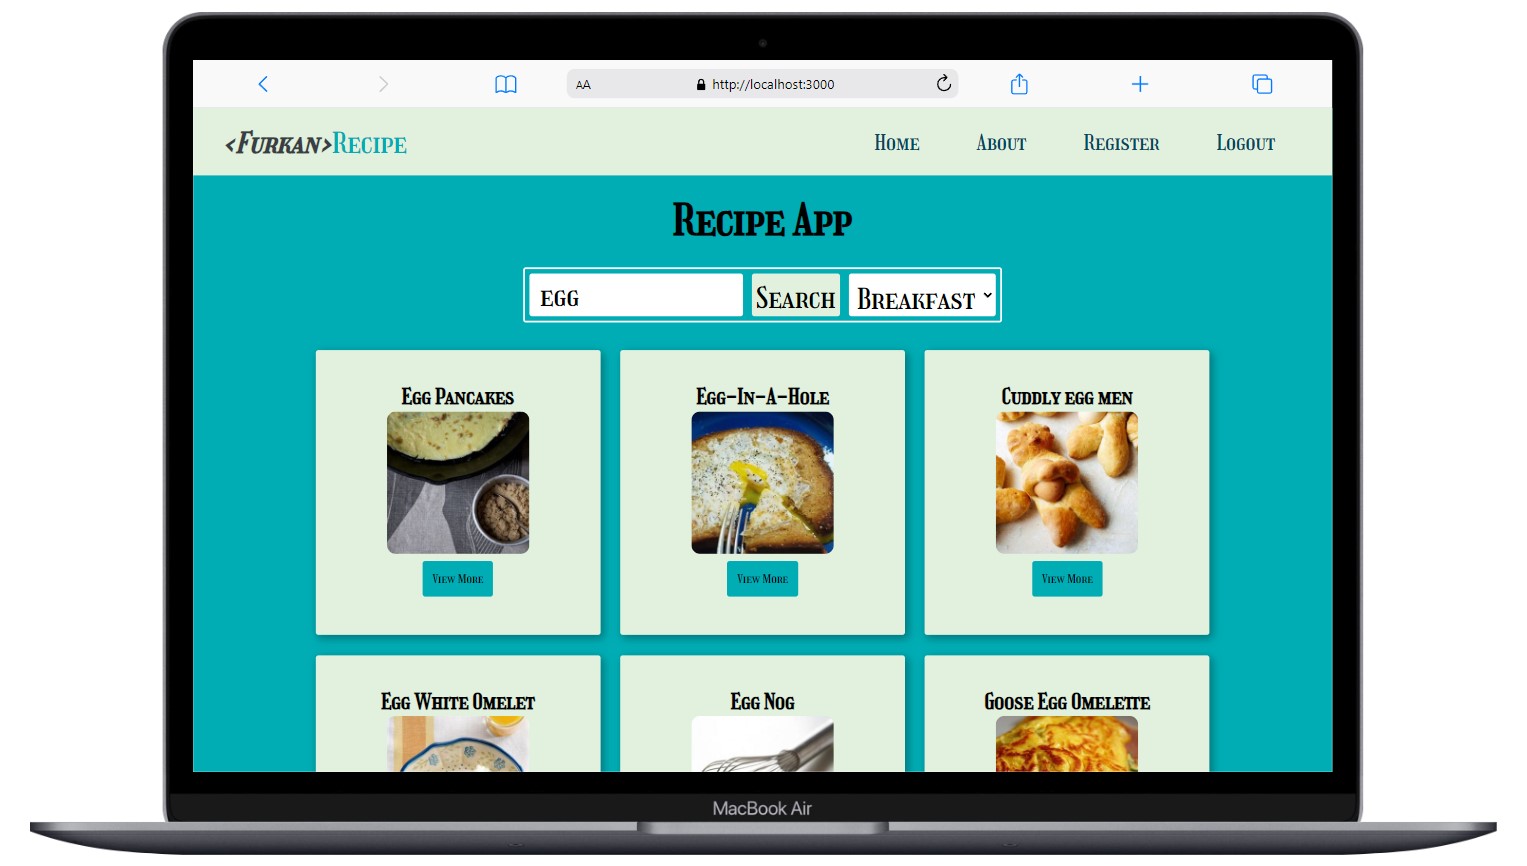 AA http://localhost:3000
<Furkan>Recipe Home About Register Logout
Recipe App
egg Search Breakfast
Egg Pancakes Egg-In-A-Hole Cuddly egg men
View More View More View More
Egg White Omelet Egg Nog Goose Egg Omelette
MacBook Air